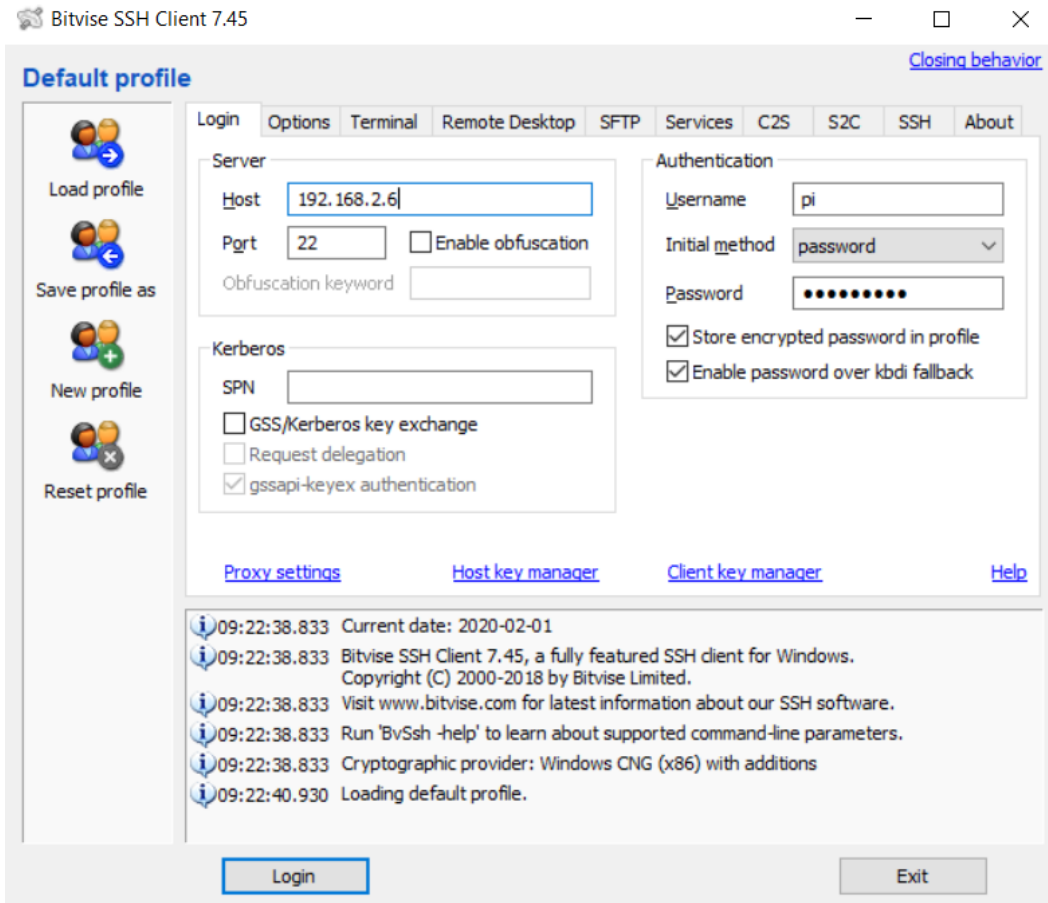 Bitvise SSH Client 7.45
Closing behavior
Default profile
Load profile
Save profile as
New profile
Reset profile
Login Options Terminal Remote Desktop SFTP Services C2S S2C SSH About
Server
Host 192.168.2.6
Port 22 Enable obfuscation
Obfuscation keyword
Kerberos
SPN
GSS/Kerberos key exchange
Request delegation
gssapi-keyex authentication
Authentication
Username pi
Initial method password
Password ●●●●●●●●●
Store encrypted password in profile
Enable password over kbdi fallback
Proxy settings Host key manager Client key manager Help
09:22:38.833 Current date: 2020-02-01
09:22:38.833 Bitvise SSH Client 7.45, a fully featured SSH client for Windows.
Copyright (C) 2000-2018 by Bitvise Limited.
09:22:38.833 Visit www.bitvise.com for latest information about our SSH software.
09:22:38.833 Run 'BvSsh -help' to learn about supported command-line parameters.
09:22:38.833 Cryptographic provider: Windows CNG (x86) with additions
09:22:40.930 Loading default profile.
Login Exit